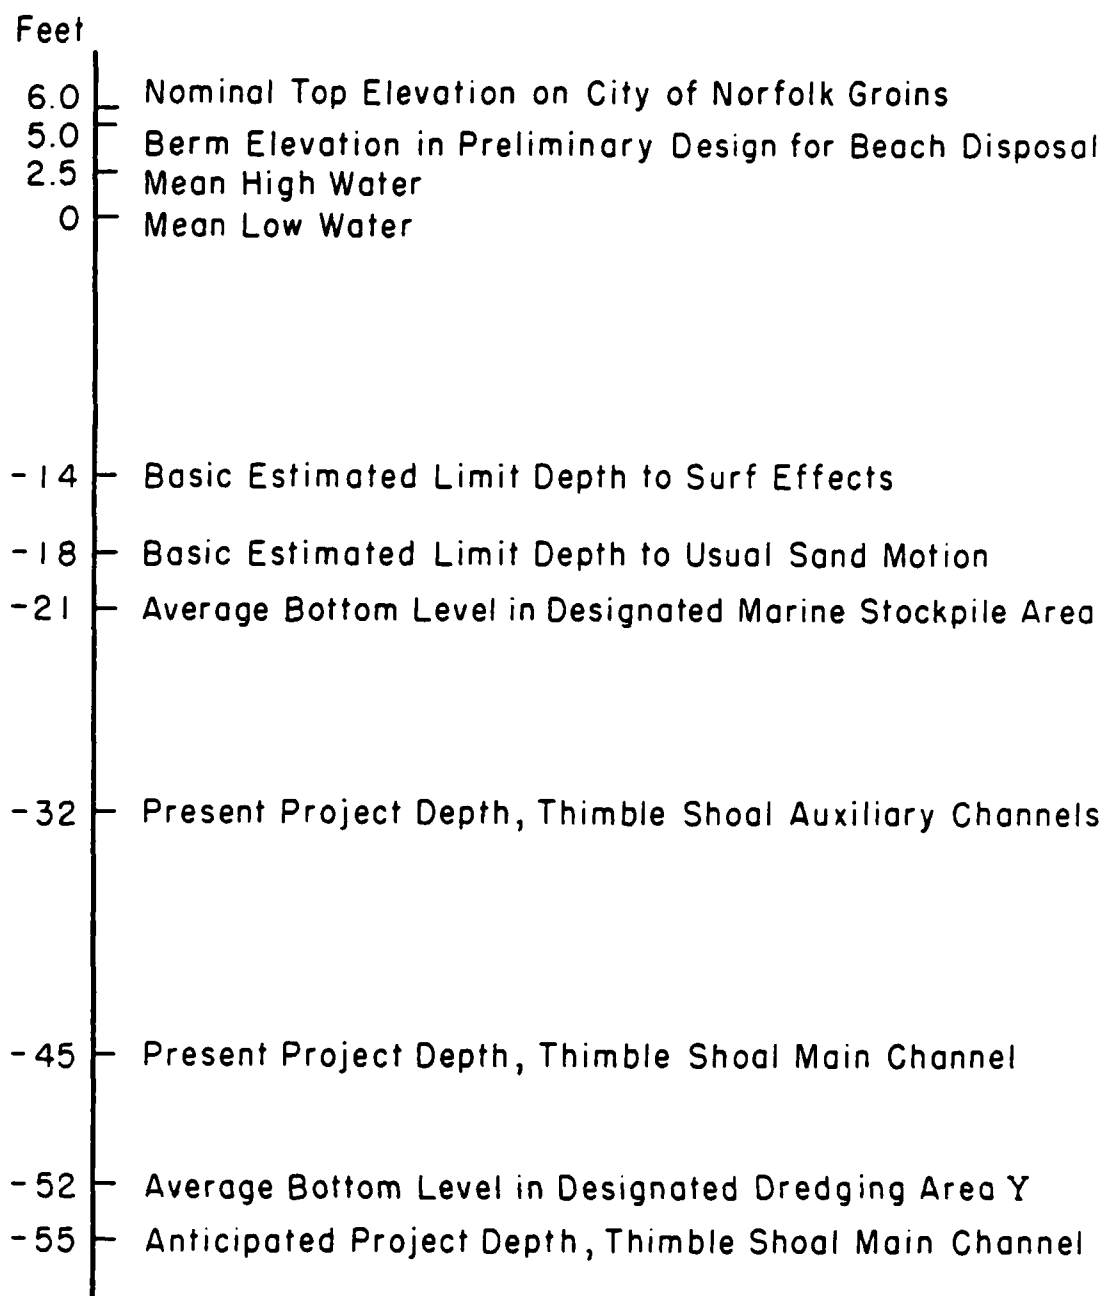 Feet
6.0 Nominal Top Elevation on City of Norfolk Groins
5.0 Berm Elevation in Preliminary Design for Beach Disposal
2.5 Mean High Water
0 Mean Low Water
-14 Basic Estimated Limit Depth to Surf Effects
-18 Basic Estimated Limit Depth to Usual Sand Motion
-21 Average Bottom Level in Designated Marine Stockpile Area
-32 Present Project Depth, Thimble Shoal Auxiliary Channels
-45 Present Project Depth, Thimble Shoal Main Channel
-52 Average Bottom Level in Designated Dredging Area Y
-55 Anticipated Project Depth, Thimble Shoal Main Channel